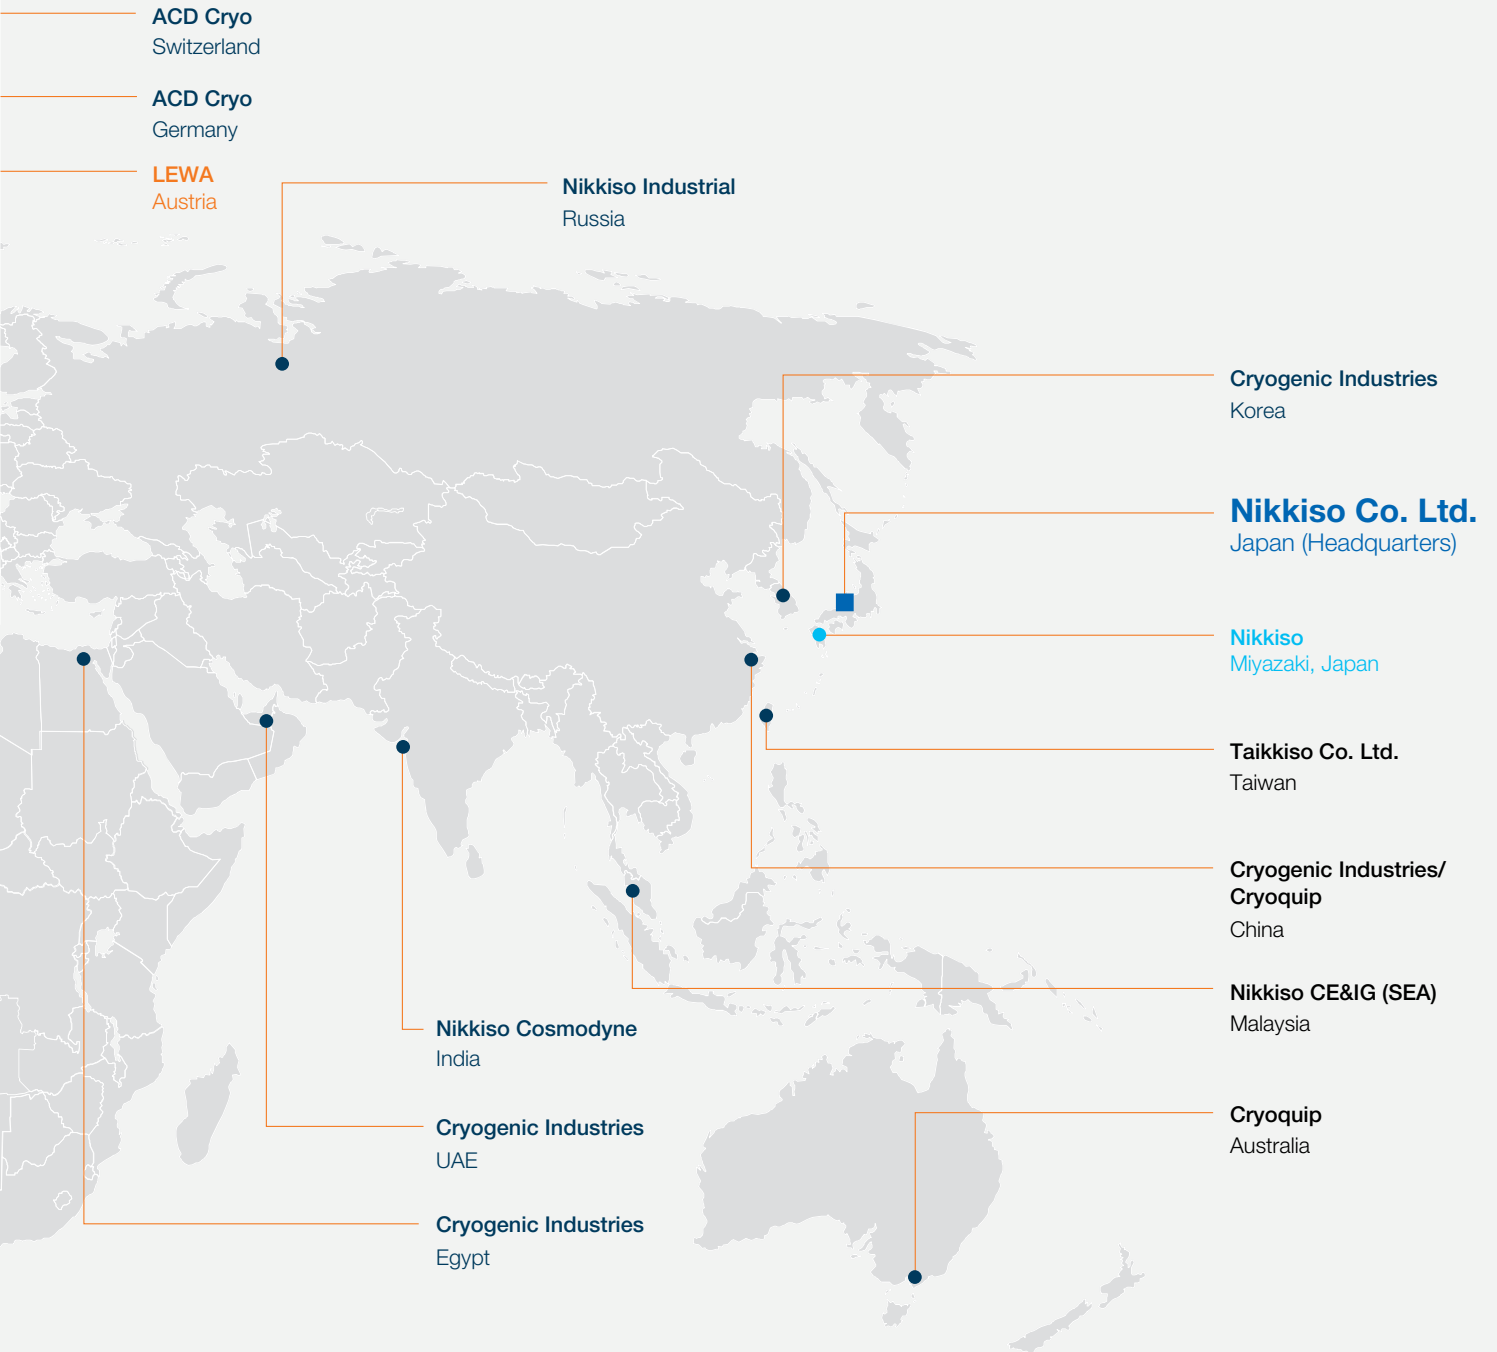 ACD Cryo
Switzerland
ACD Cryo
Germany
LEWA
Austria
Nikkiso Industrial
Russia
Cryogenic Industries
Korea
Nikkiso Co. Ltd.
Japan (Headquarters)
Nikkiso
Miyazaki, Japan
Taikkiso Co. Ltd.
Taiwan
Cryogenic Industries/
Cryoquip
China
Nikkiso CE&IG (SEA)
Malaysia
Nikkiso Cosmodyne
India
Cryogenic Industries
UAE
Cryoquip
Australia
Cryogenic Industries
Egypt